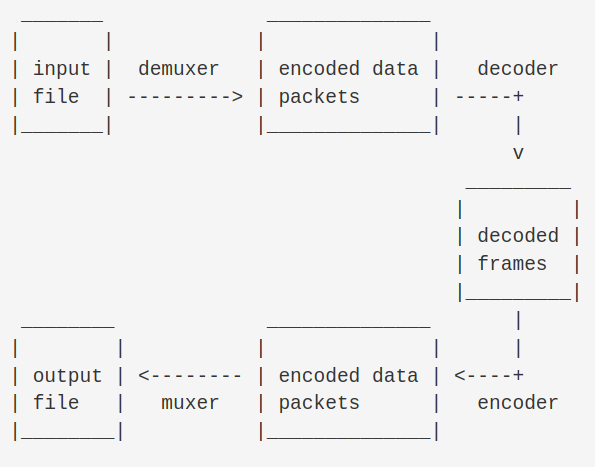 _______              ______________
|       |            |              |
| input |  demuxer   | encoded data |   decoder
| file  | ---------> | packets      | -----+
|_______|            |______________|      |
                                           v
                                       _________
                                      |         |
                                      | decoded |
                                      | frames  |
                                      |_________|
 ________             ______________       |
|        |           |              |      |
| output | <-------- | encoded data | <----+
| file   |   muxer   | packets      |   encoder
|________|           |______________|